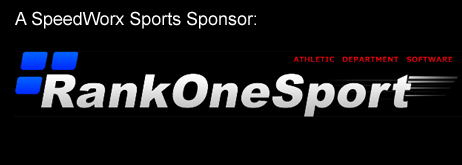 A SpeedWorx Sports Sponsor:
ATHLETIC DEPARTMENT SOFTWARE
RankOneSport